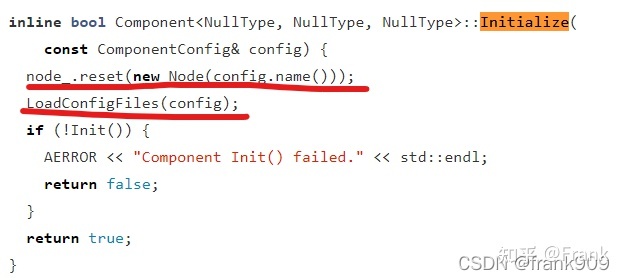 inline bool Component<NullType, NullType, NullType>::Initialize(
    const ComponentConfig& config) {
  node_.reset(new Node(config.name()));
  LoadConfigFiles(config);
  if (!Init()) {
    AERROR << "Component Init() failed." << std::endl;
    return false;
  }
  return true;
}
知乎 @Frank
CSDN @frank909